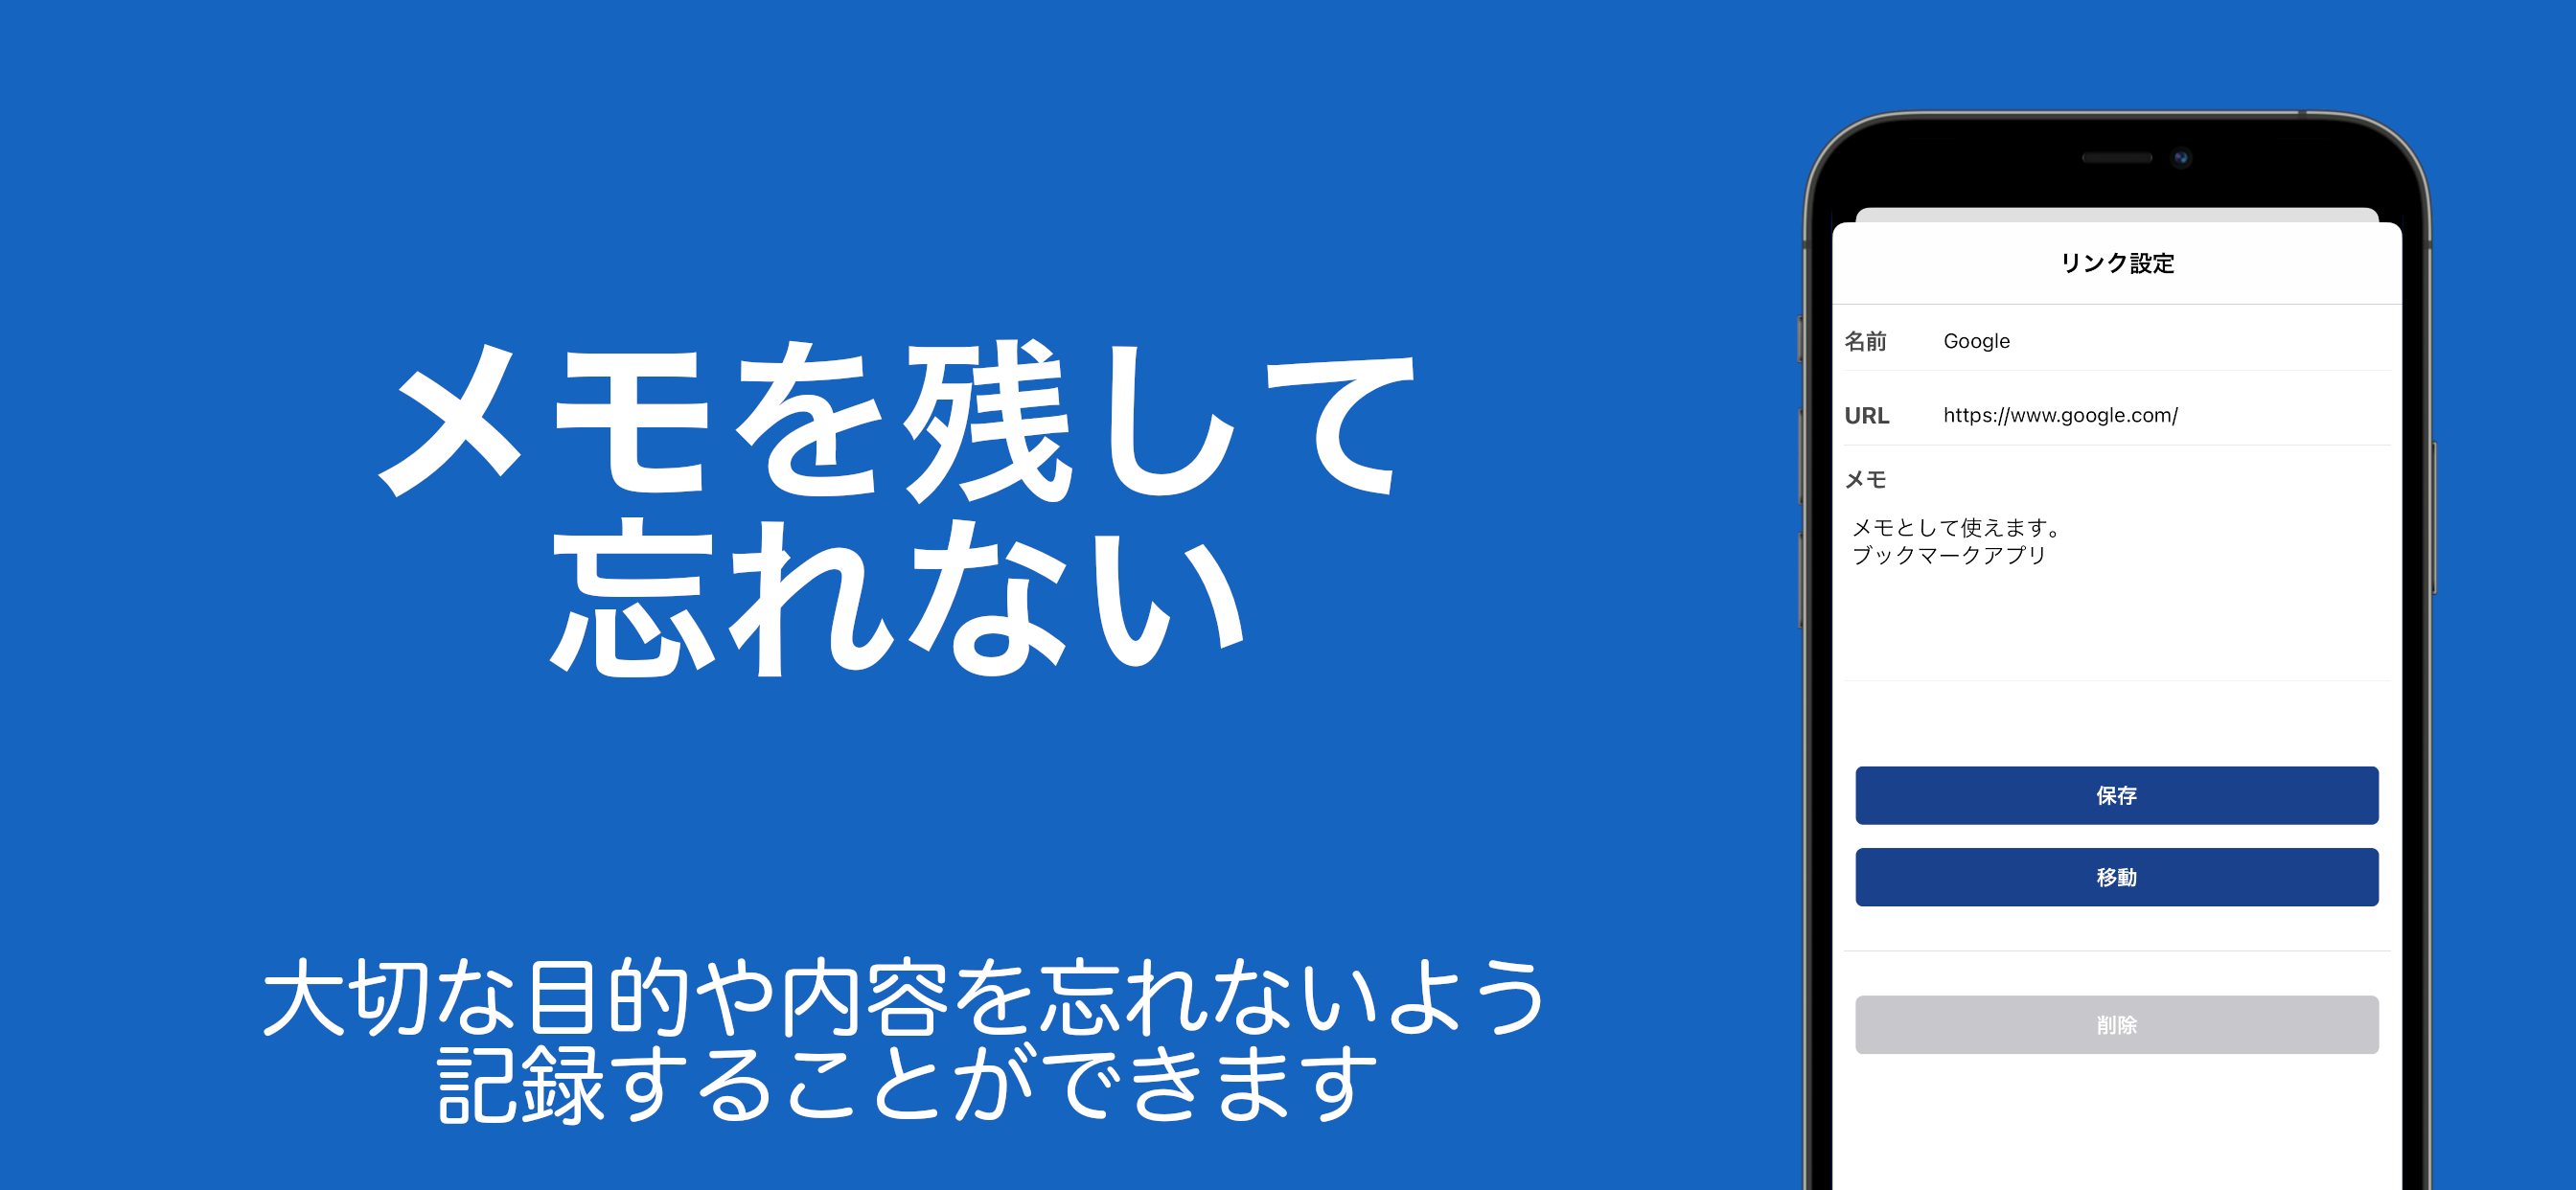 メモを残して
忘れない
大切な目的や内容を忘れないよう
記録することができます
リンク設定
名前 Google
URL https://www.google.com/
メモ
メモとして使えます。
ブックマークアプリ
保存
移動
削除